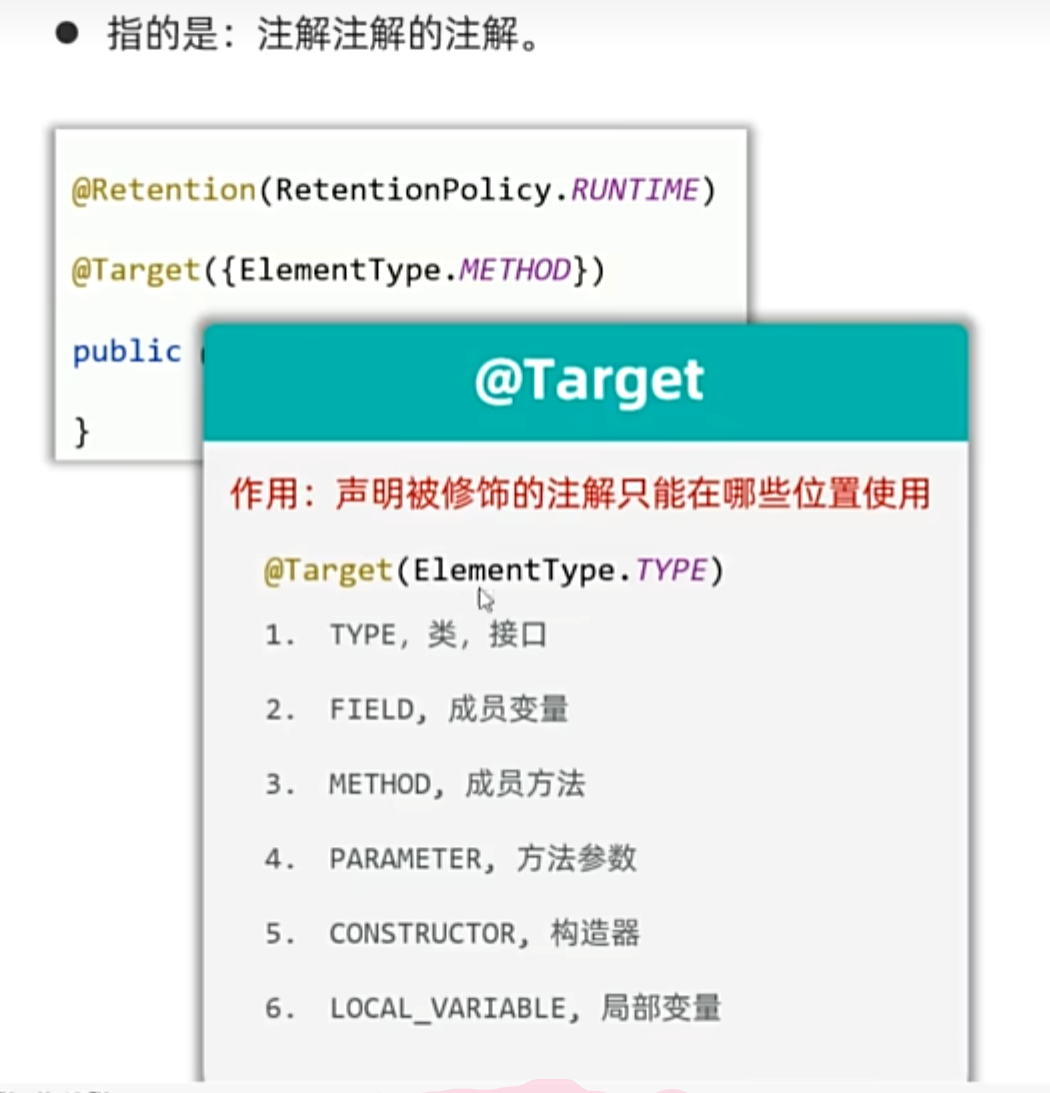 指的是：注解注解的注解。
@Retention(RetentionPolicy.RUNTIME)
@Target({ElementType.METHOD})
public
}
@Target
作用：声明被修饰的注解只能在哪些位置使用
@Target(ElementType.TYPE)
1. TYPE，类，接口
2. FIELD, 成员变量
3. METHOD, 成员方法
4. PARAMETER, 方法参数
5. CONSTRUCTOR, 构造器
6. LOCAL_VARIABLE, 局部变量